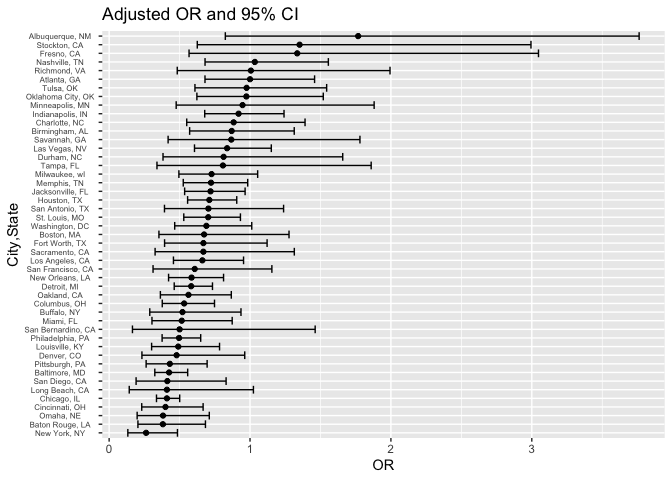 Adjusted OR and 95% CI
City,State
Albuquerque, NM
Stockton, CA
Fresno, CA
Nashville, TN
Richmond, VA
Atlanta, GA
Tulsa, OK
Oklahoma City, OK
Minneapolis, MN
Indianapolis, IN
Charlotte, NC
Birmingham, AL
Savannah, GA
Las Vegas, NV
Durham, NC
Tampa, FL
Milwaukee, wI
Memphis, TN
Jacksonville, FL
Houston, TX
San Antonio, TX
St. Louis, MO
Washington, DC
Boston, MA
Fort Worth, TX
Sacramento, CA
Los Angeles, CA
San Francisco, CA
New Orleans, LA
Detroit, MI
Oakland, CA
Columbus, OH
Buffalo, NY
Miami, FL
San Bernardino, CA
Philadelphia, PA
Louisville, KY
Denver, CO
Pittsburgh, PA
Baltimore, MD
San Diego, CA
Long Beach, CA
Chicago, IL
Cincinnati, OH
Omaha, NE
Baton Rouge, LA
New York, NY
0 1 2 3
OR